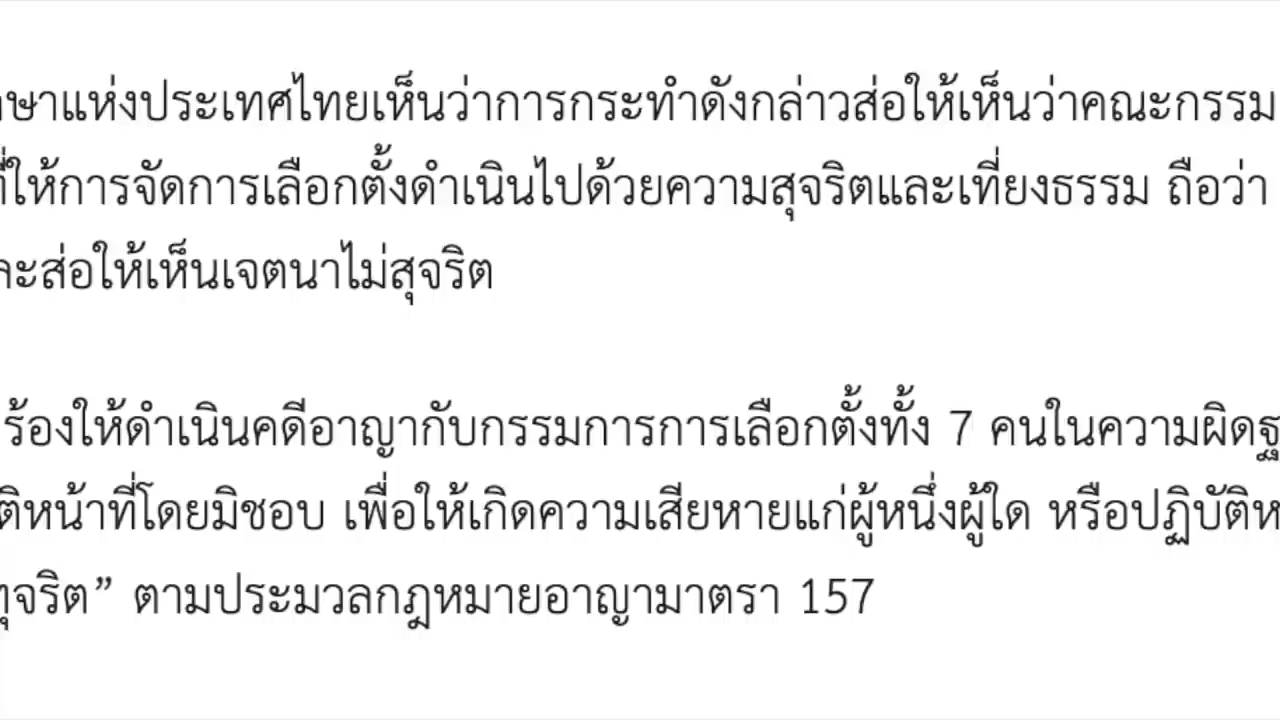 ษาแห่งประเทศไทยเห็นว่าการกระทำดังกล่าวส่อให้เห็นว่าคณะกรรม
ที่ให้การจัดการเลือกตั้งดำเนินไปด้วยความสุจริตและเที่ยงธรรม ถือว่า
ละส่อให้เห็นเจตนาไม่สุจริต
ร้องให้ดำเนินคดีอาญากับกรรมการการเลือกตั้งทั้ง 7 คนในความผิดฐ
ติหน้าที่โดยมิชอบ เพื่อให้เกิดความเสียหายแก่ผู้หนึ่งผู้ใด หรือปฏิบัติห
ทุจริต” ตามประมวลกฎหมายอาญามาตรา 157